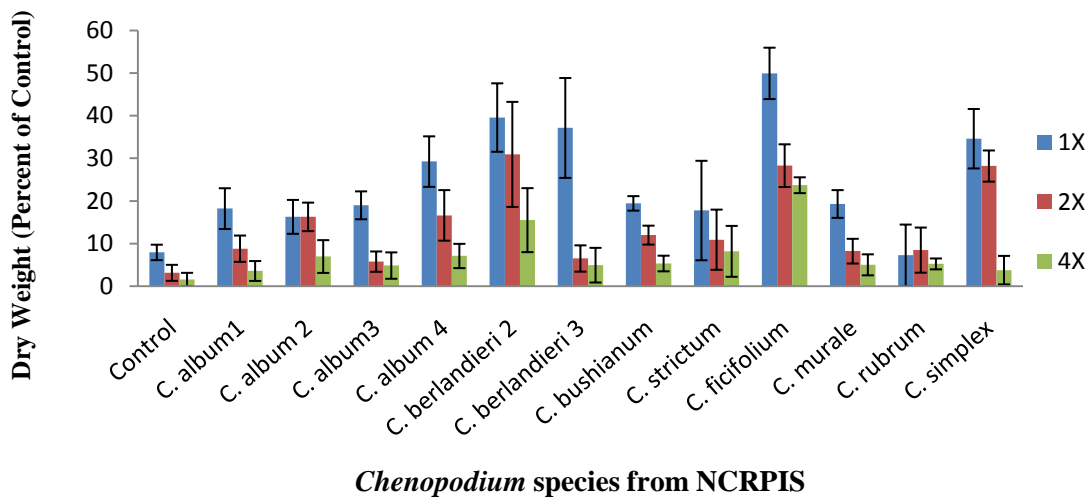 Dry Weight (Percent of Control)
60
50
40
30
20
10
0
Control
C. album1
C. album 2
C. album3
C. album 4
C. berlandieri 2
C. berlandieri 3
C. bushianum
C. strictum
C. ficifolium
C. murale
C. rubrum
C. simplex
1X
2X
4X
Chenopodium species from NCRPIS